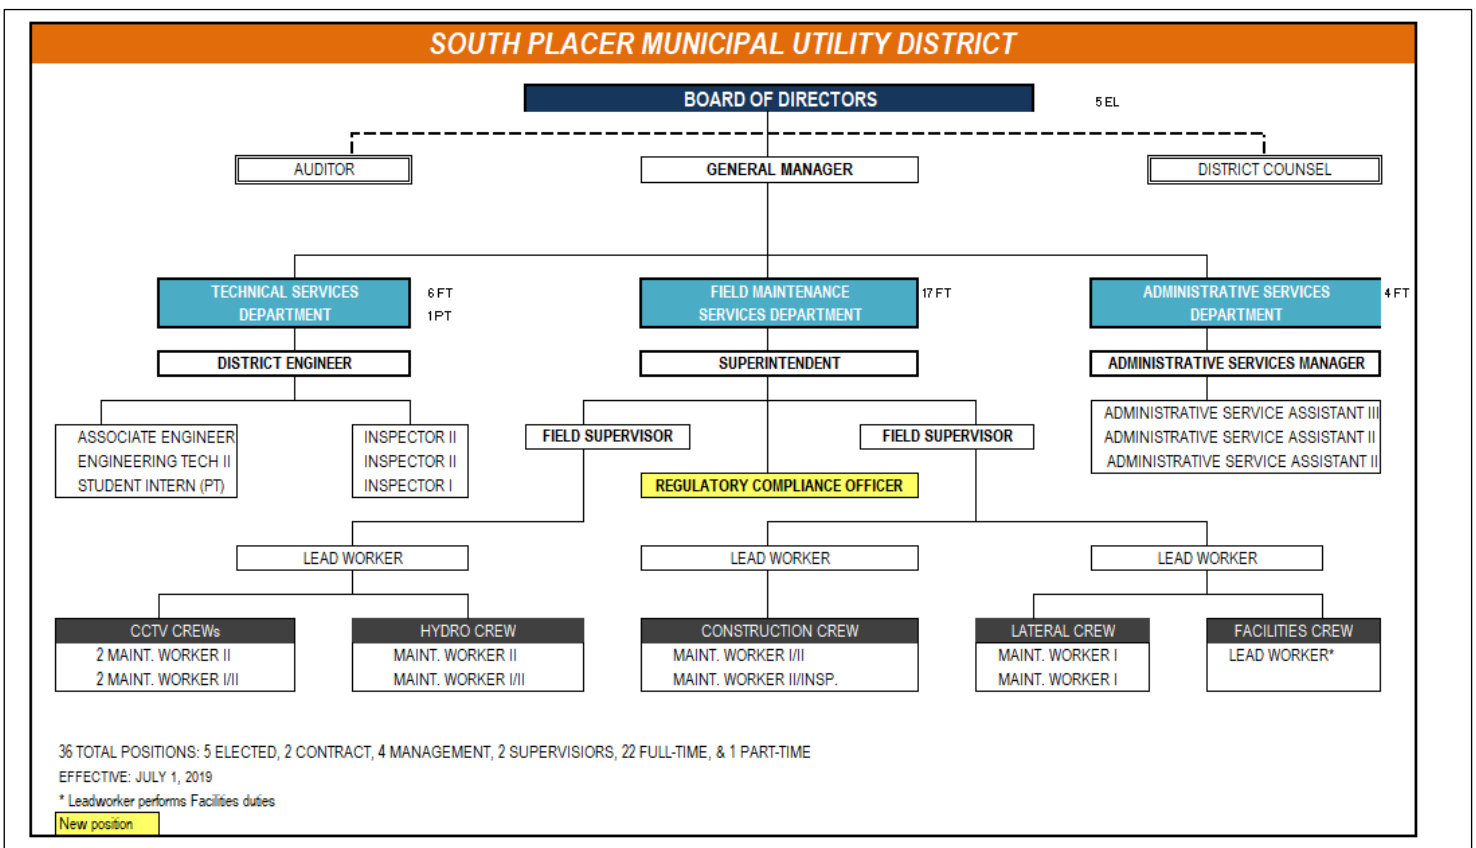 SOUTH PLACER MUNICIPAL UTILITY DISTRICT
BOARD OF DIRECTORS
5 EL
AUDITOR
GENERAL MANAGER
DISTRICT COUNSEL
TECHNICAL SERVICES
DEPARTMENT
6 FT
1 PT
FIELD MAINTENANCE
SERVICES DEPARTMENT
17 FT
ADMINISTRATIVE SERVICES
DEPARTMENT
4 FT
DISTRICT ENGINEER
SUPERINTENDENT
ADMINISTRATIVE SERVICES MANAGER
ASSOCIATE ENGINEER
ENGINEERING TECH II
STUDENT INTERN (PT)
INSPECTOR II
INSPECTOR II
INSPECTOR I
FIELD SUPERVISOR
FIELD SUPERVISOR
ADMINISTRATIVE SERVICE ASSISTANT III
ADMINISTRATIVE SERVICE ASSISTANT II
ADMINISTRATIVE SERVICE ASSISTANT II
REGULATORY COMPLIANCE OFFICER
LEAD WORKER
LEAD WORKER
LEAD WORKER
CCTV CREWs
2 MAINT. WORKER II
2 MAINT. WORKER I/II
HYDRO CREW
MAINT. WORKER II
MAINT. WORKER I/II
CONSTRUCTION CREW
MAINT. WORKER I/II
MAINT. WORKER II/INSP.
LATERAL CREW
MAINT. WORKER I
MAINT. WORKER I
FACILITIES CREW
LEAD WORKER*
36 TOTAL POSITIONS: 5 ELECTED, 2 CONTRACT, 4 MANAGEMENT, 2 SUPERVISIORS, 22 FULL-TIME, & 1 PART-TIME
EFFECTIVE: JULY 1, 2019
* Leadworker performs Facilities duties
New position